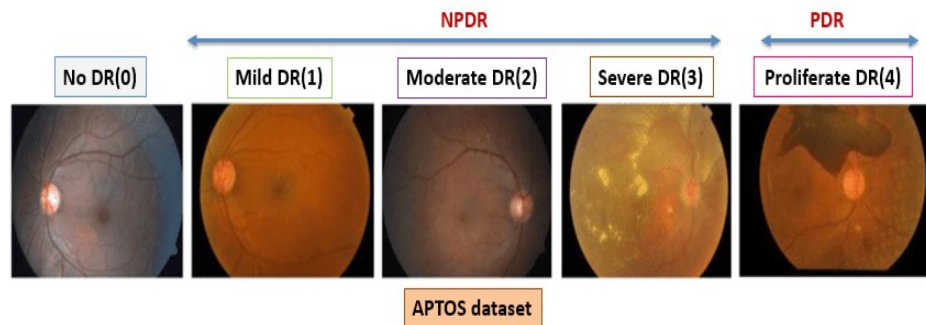 NPDR
PDR
No DR(0)
Mild DR(1)
Moderate DR(2)
Severe DR(3)
Proliferate DR(4)
APTOS dataset